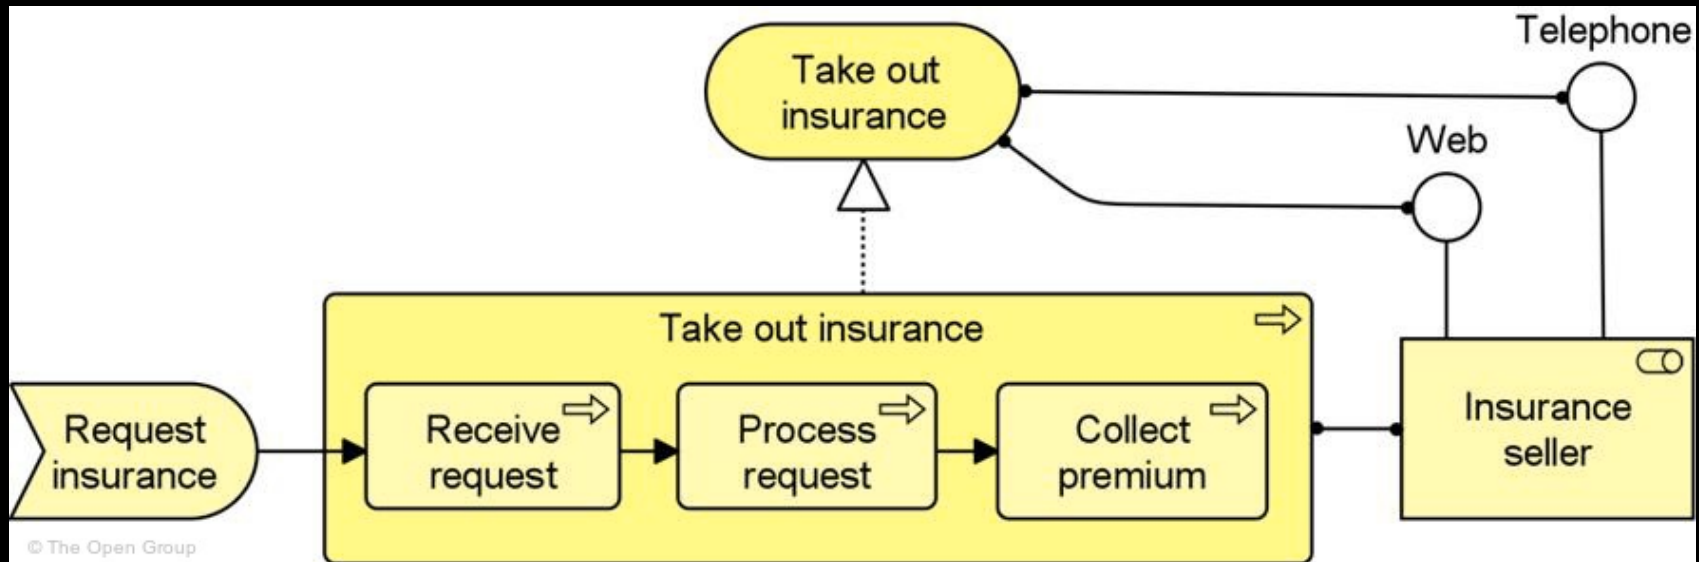 Telephone
Take out
insurance
Web
Take out insurance
Request
insurance
Receive
request
Process
request
Collect
premium
Insurance
seller
© The Open Group